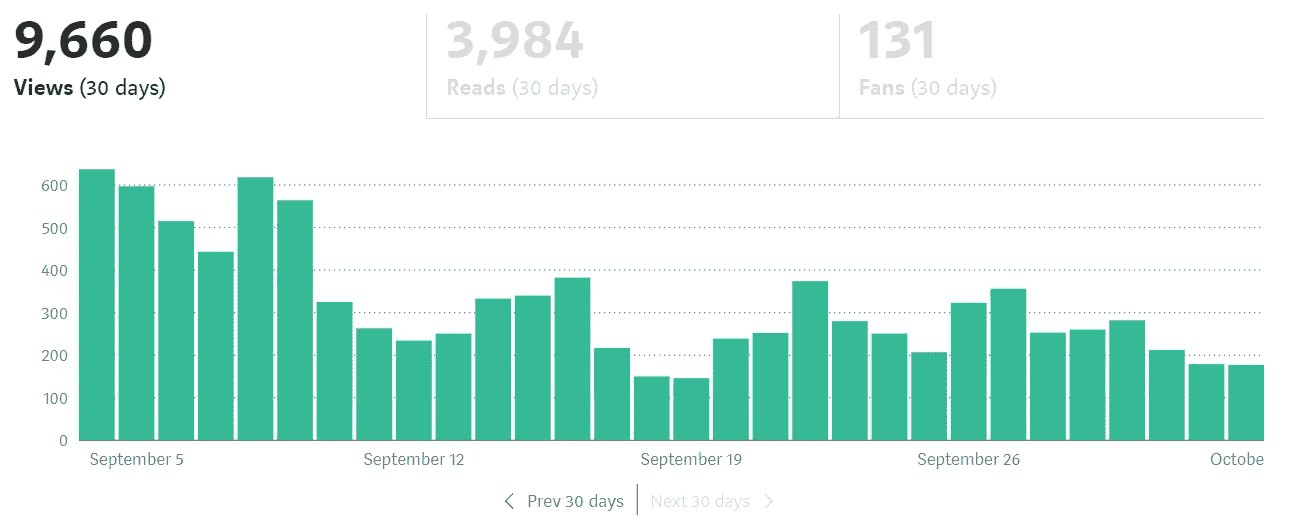 9,660
Views (30 days)
3,984
Reads (30 days)
131
Fans (30 days)
600
500
400
300
200
100
0
September 5
September 12
September 19
September 26
Octobe
Prev 30 days
Next 30 days